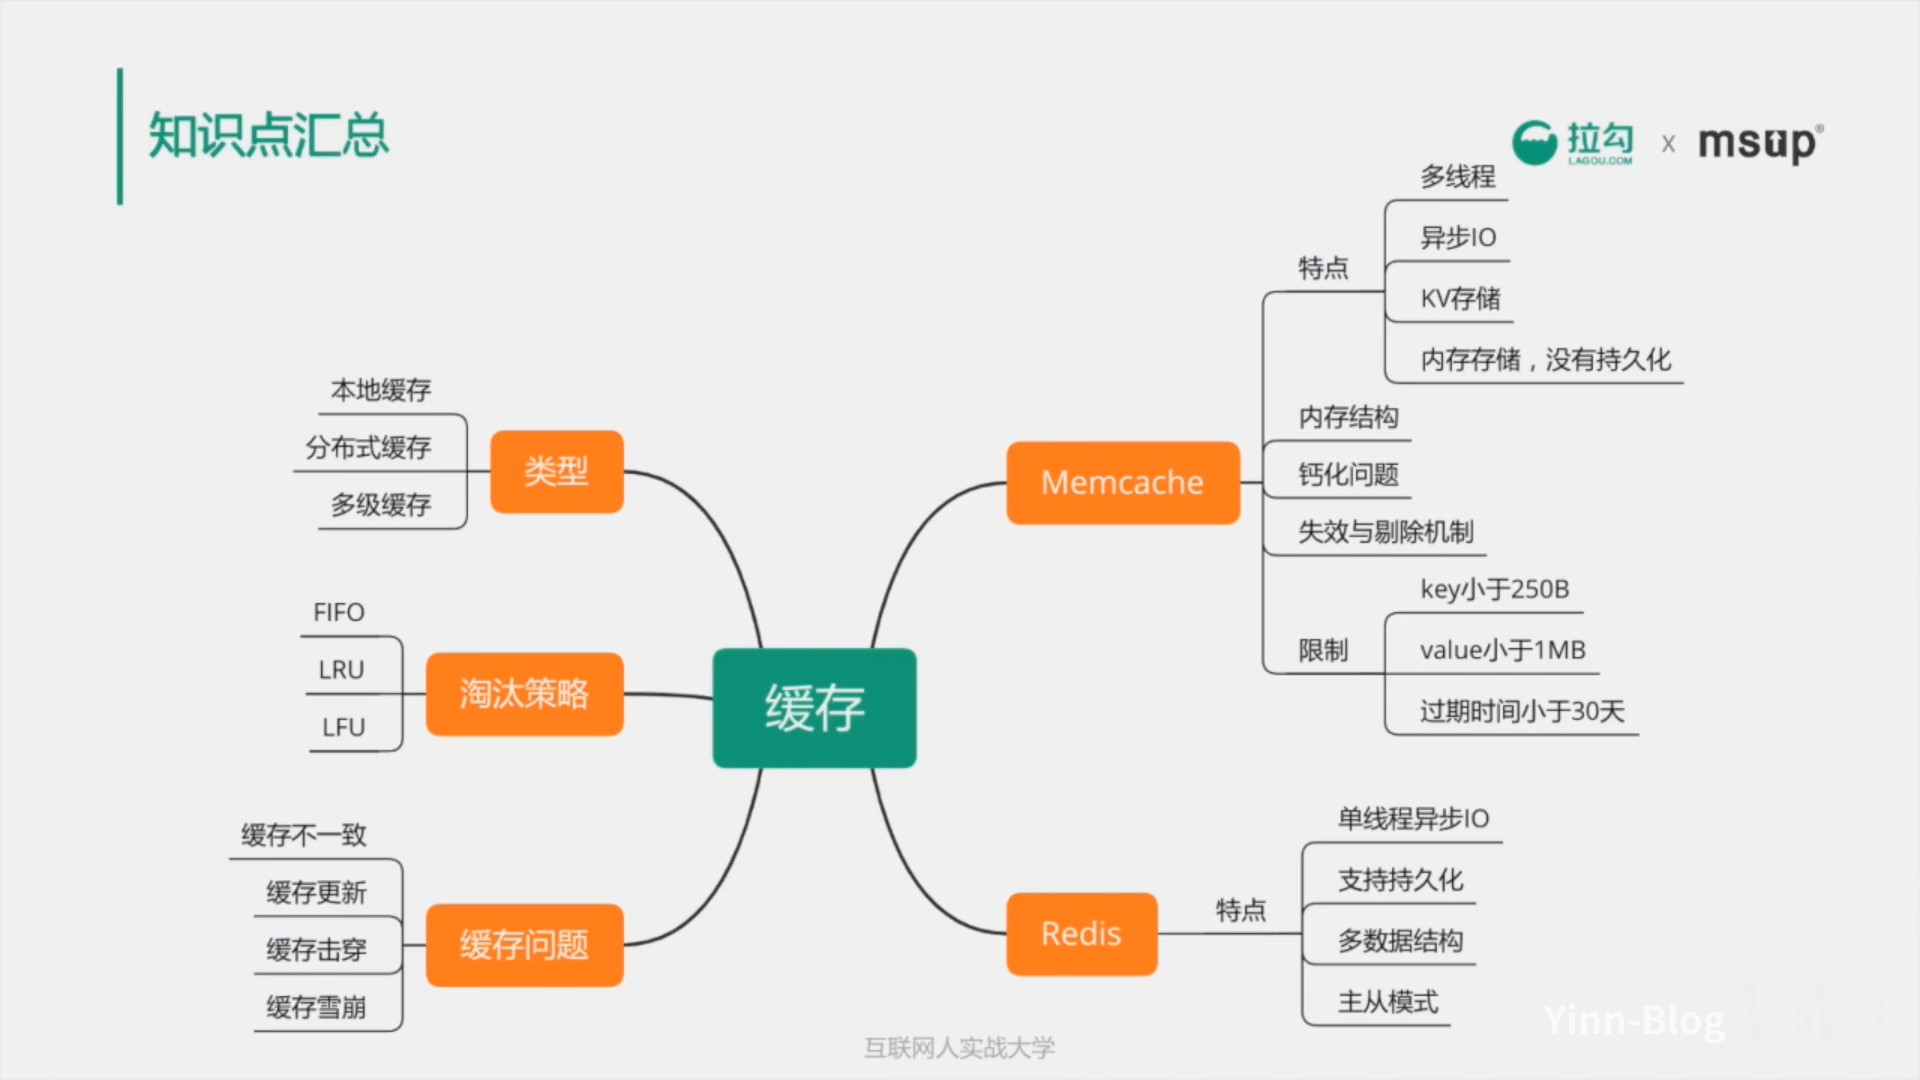 知识点汇总
拉勾
LAGOU.COM
x
msup®
缓存
类型
本地缓存
分布式缓存
多级缓存
淘汰策略
FIFO
LRU
LFU
缓存问题
缓存不一致
缓存更新
缓存击穿
缓存雪崩
Memcache
特点
多线程
异步IO
KV存储
内存存储，没有持久化
内存结构
钙化问题
失效与剔除机制
限制
key小于250B
value小于1MB
过期时间小于30天
Redis
特点
单线程异步IO
支持持久化
多数据结构
主从模式
Yinn-Blog
bilibili
互联网人实战大学